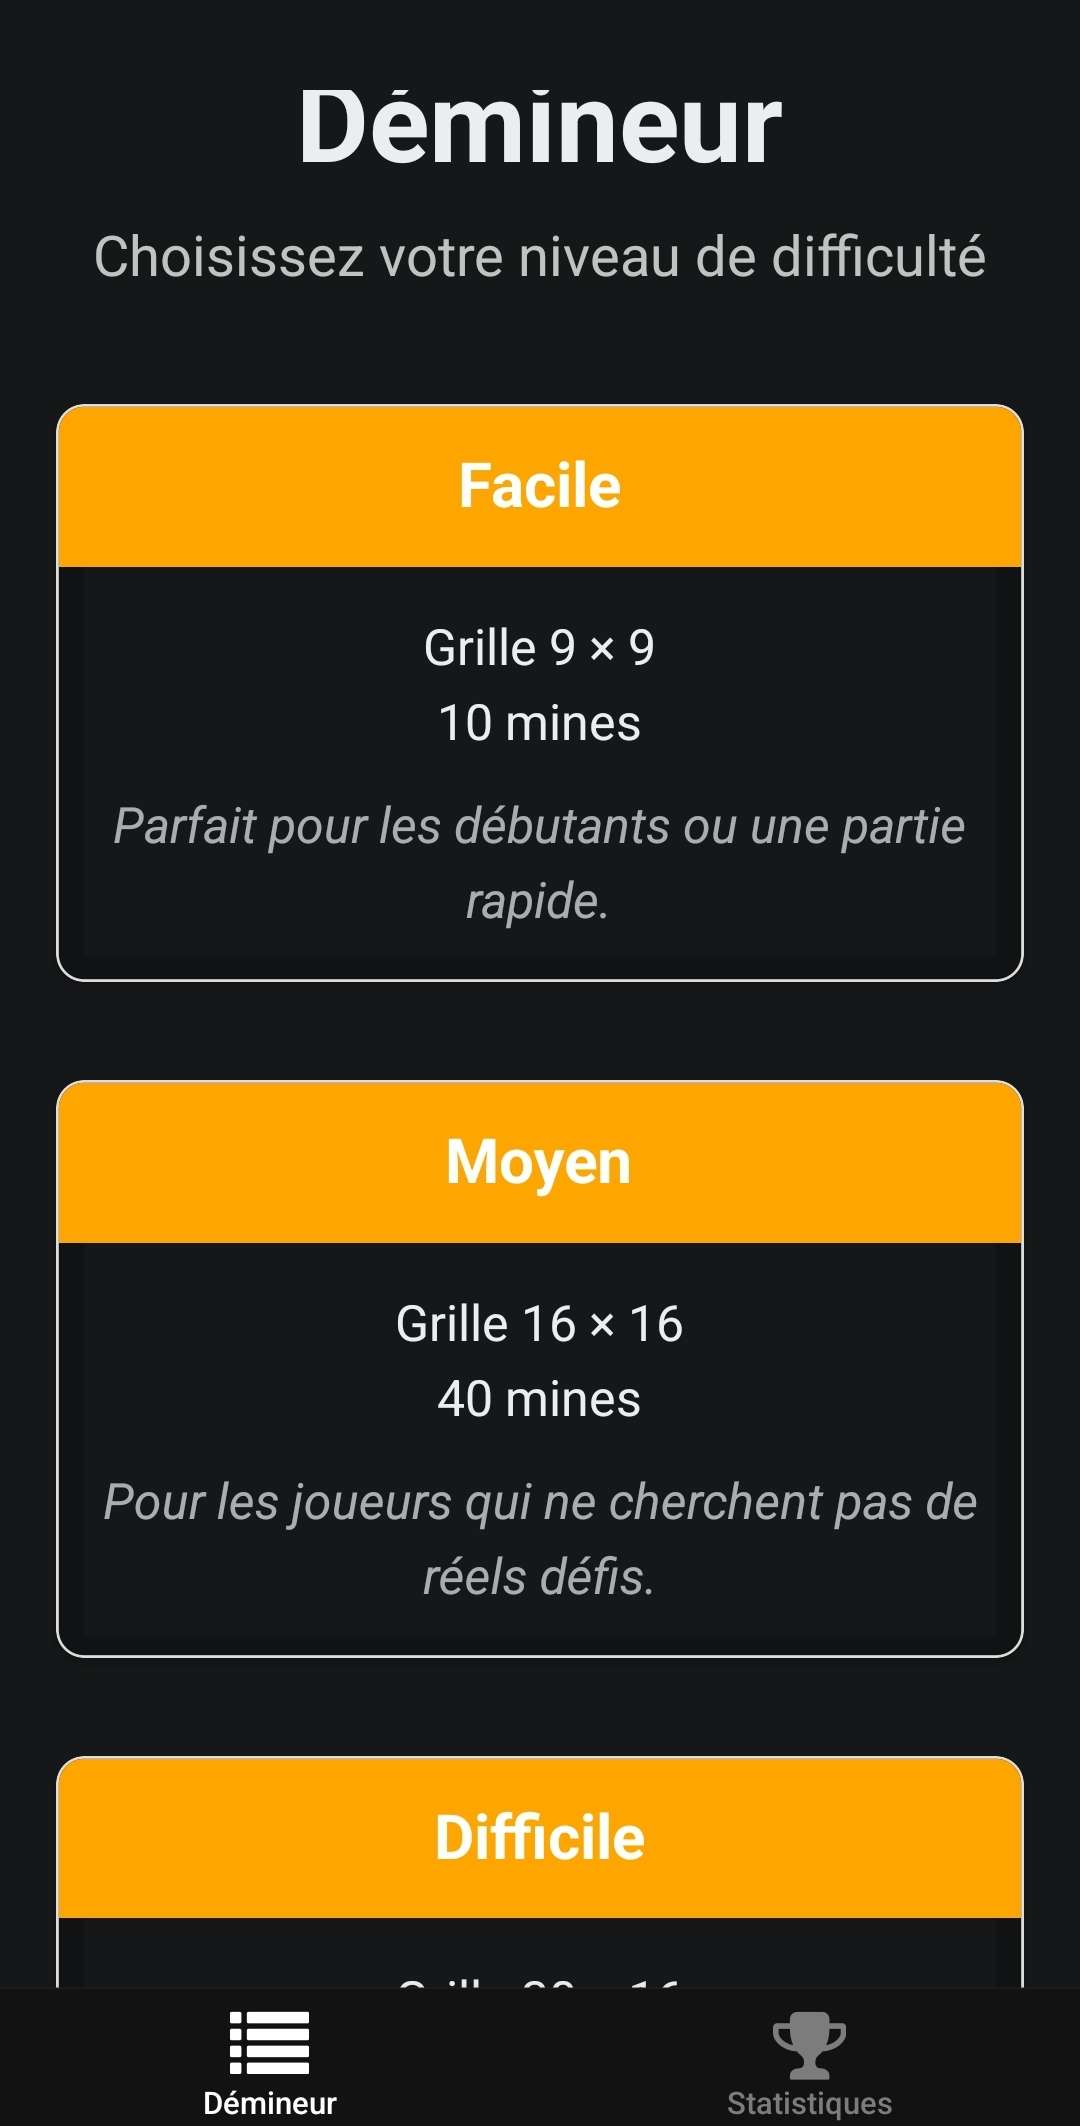 Démineur
Choisissez votre niveau de difficulté
Facile
Grille 9 × 9
10 mines
Parfait pour les débutants ou une partie
rapide.
Moyen
Grille 16 × 16
40 mines
Pour les joueurs qui ne cherchent pas de
réels défis.
Difficile
Démineur
Statistiques